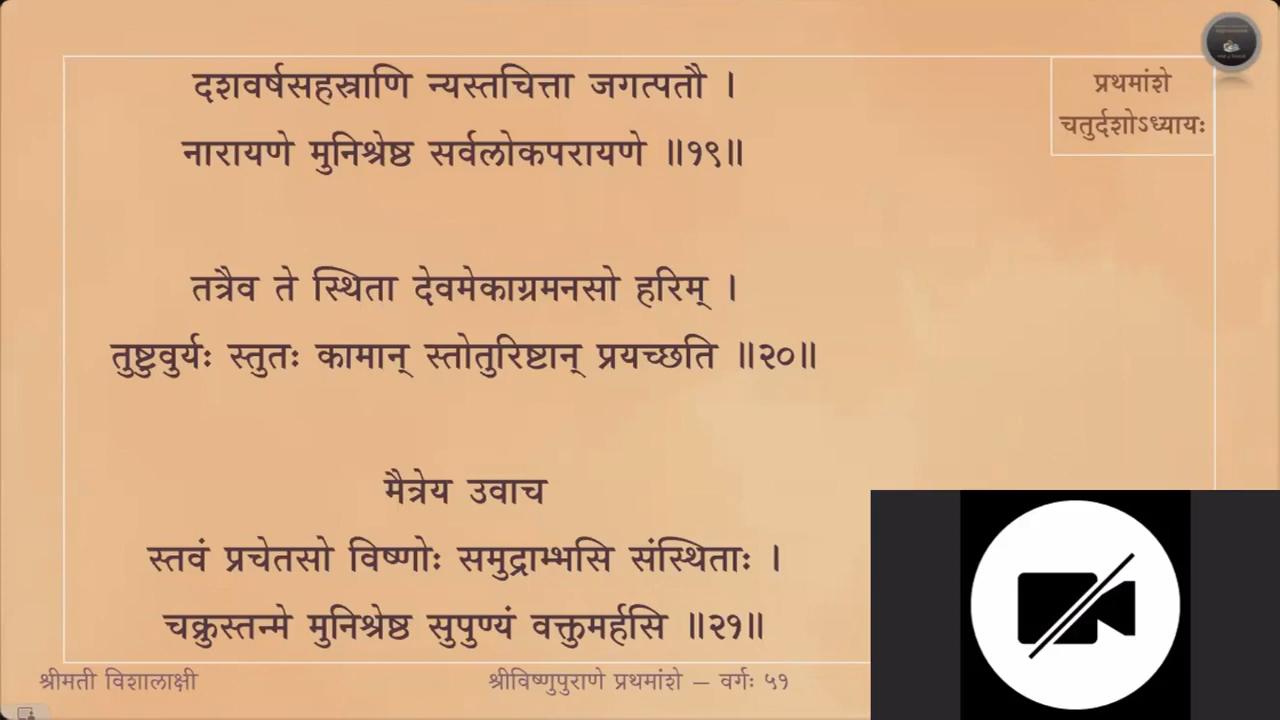 दशवर्षसहस्राणि न्यस्तचित्ता जगत्पतौ ।
नारायणे मुनिश्रेष्ठ सर्वलोकपरायणे ॥१९॥
प्रथमांशे
चतुर्दशोऽध्यायः
तत्रैव ते स्थिता देवमेकाग्रमनसो हरिम् ।
तुष्टुवुर्यः स्तुतः कामान् स्तोतुरिष्टान् प्रयच्छति ॥२०॥
मैत्रेय उवाच
स्तवं प्रचेतसो विष्णोः समुद्राम्भसि संस्थिताः ।
चक्रुस्तन्मे मुनिश्रेष्ठ सुपुण्यं वक्तुमर्हसि ॥२१॥
श्रीमती विशालाक्षी
श्रीविष्णुपुराणे प्रथमांशे – वर्गः ५१